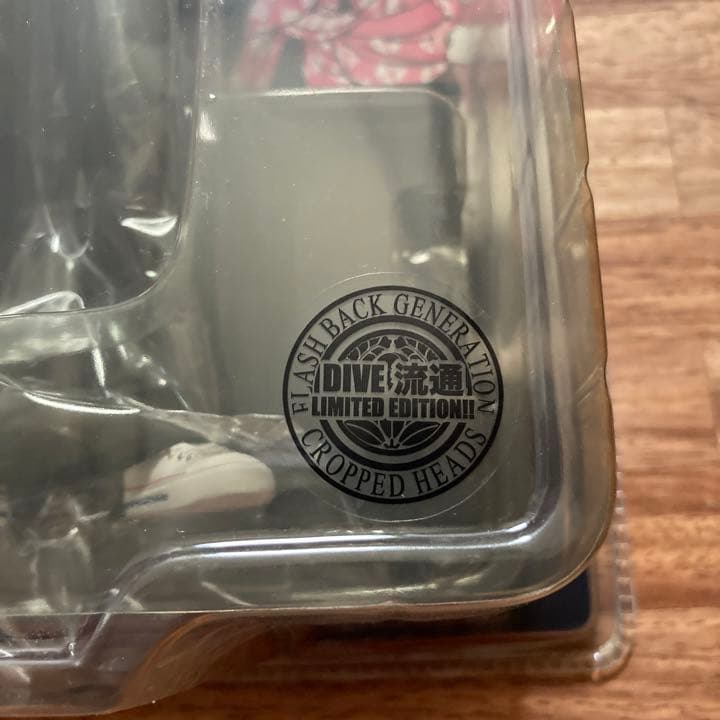 FLASH BACK GENERATION
DIVE 流通
LIMITED EDITION!!
CROPPED HEADS